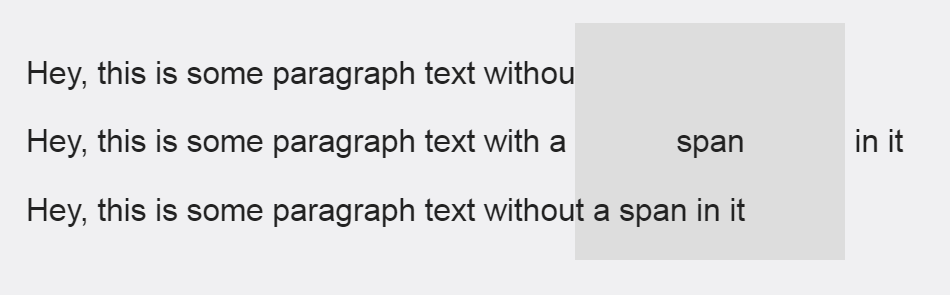 Hey, this is some paragraph text withou
Hey, this is some paragraph text with a span in it
Hey, this is some paragraph text without a span in it